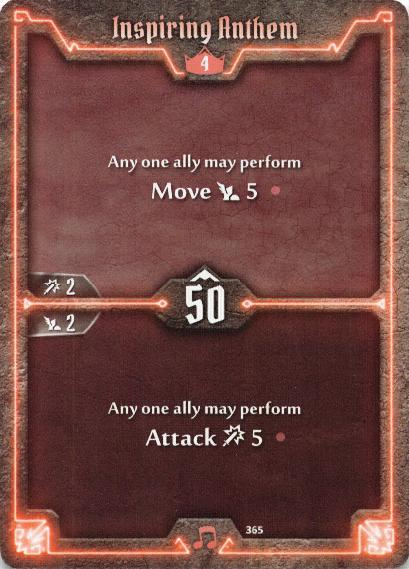 Inspiring Anthem
4
Any one ally may perform
Move 5
2
50
2
Any one ally may perform
Attack 5
365